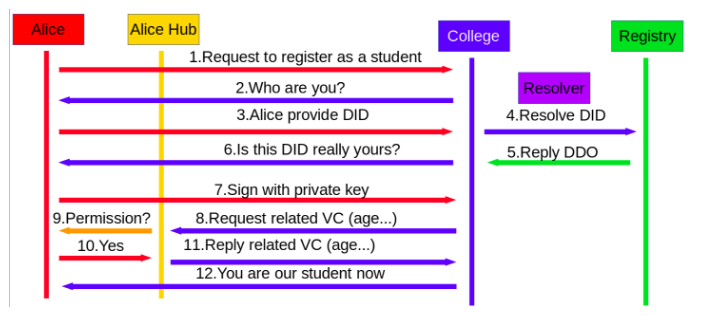 Alice
Alice Hub
College
Registry
1.Request to register as a student
2.Who are you?
Resolver
3.Alice provide DID
4.Resolve DID
6.Is this DID really yours?
5.Reply DDO
7.Sign with private key
9.Permission?
8.Request related VC (age...)
10.Yes
11.Reply related VC (age...)
12.You are our student now